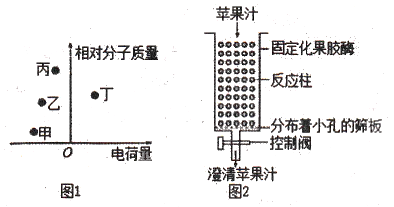 相对分子质量
丙
乙
丁
甲
O
电荷量
图1
苹果汁
固定化果胶酶
反应柱
分布着小孔的筛板
控制阀
澄清苹果汁
图2